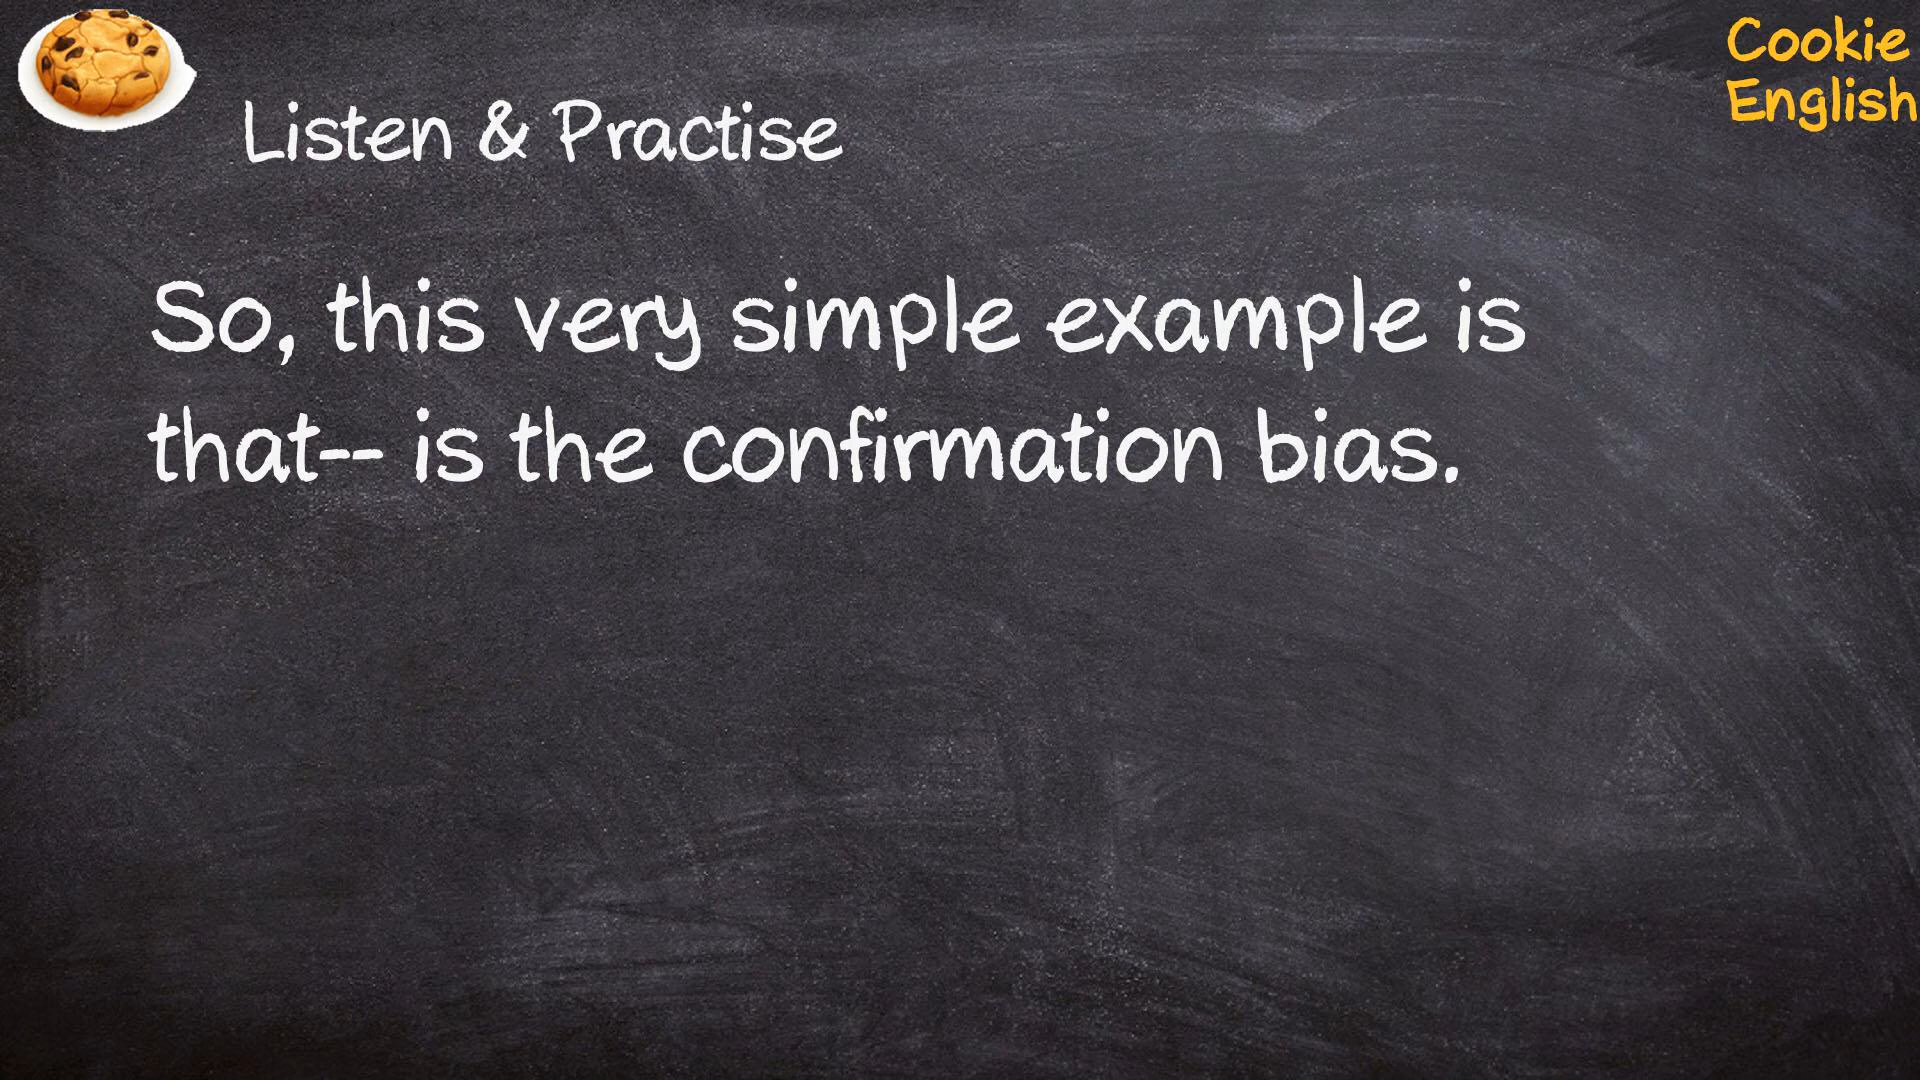 Cookie
English
Listen & Practise
So, this very simple example is
that-- is the confirmation bias.